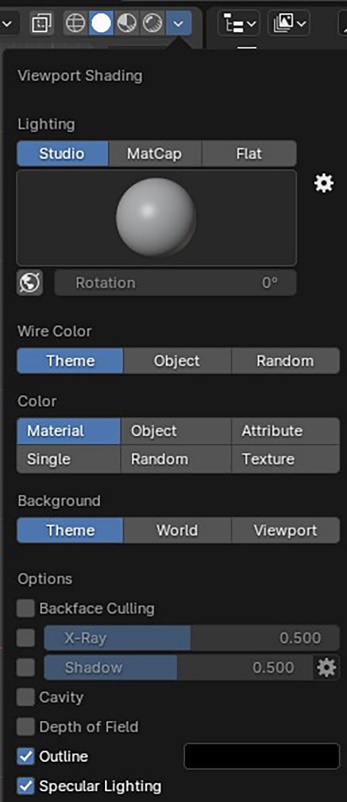 Viewport Shading
Lighting
Studio MatCap Flat
Rotation 0°
Wire Color
Theme Object Random
Color
Material Object Attribute
Single Random Texture
Background
Theme World Viewport
Options
Backface Culling
X-Ray 0.500
Shadow 0.500
Cavity
Depth of Field
Outline
Specular Lighting